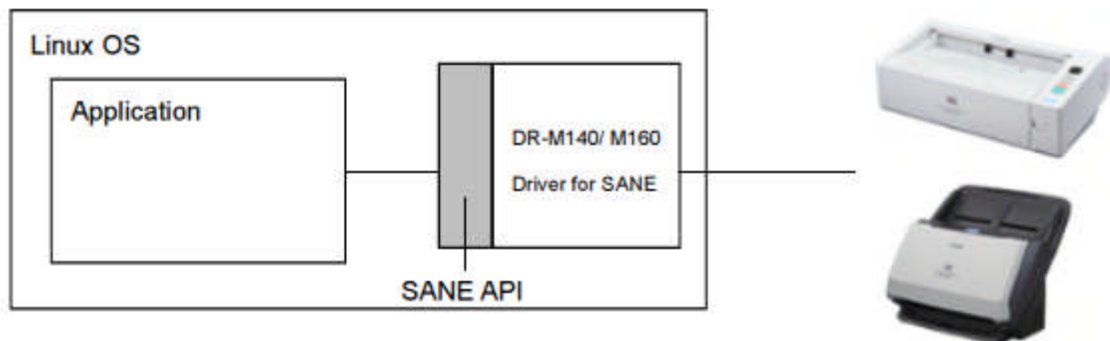 Linux OS
Application
DR-M140/ M160
Driver for SANE
SANE API